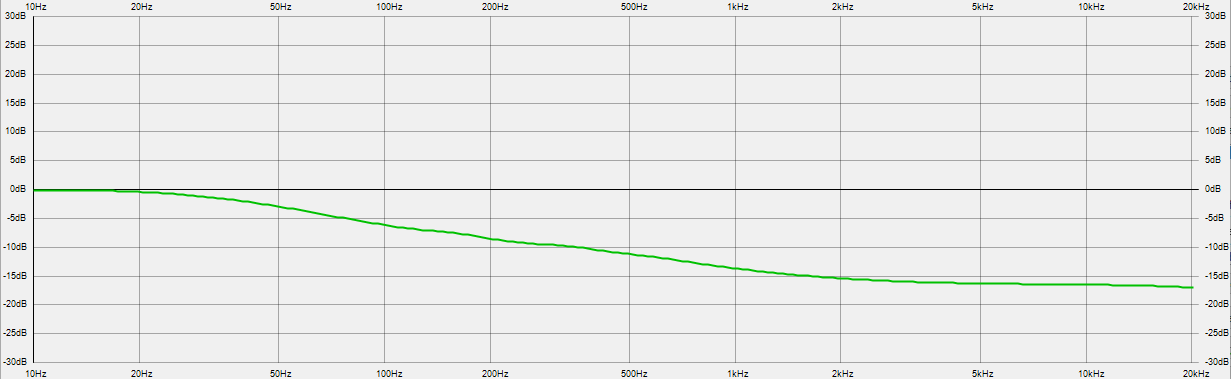 10Hz 20Hz 50Hz 100Hz 200Hz 500Hz 1kHz 2kHz 5kHz 10kHz 20kHz
30dB 30dB
25dB 25dB
20dB 20dB
15dB 15dB
10dB 10dB
5dB 5dB
0dB 0dB
-5dB -5dB
-10dB -10dB
-15dB -15dB
-20dB -20dB
-25dB -25dB
-30dB -30dB
10Hz 20Hz 50Hz 100Hz 200Hz 500Hz 1kHz 2kHz 5kHz 10kHz 20kHz